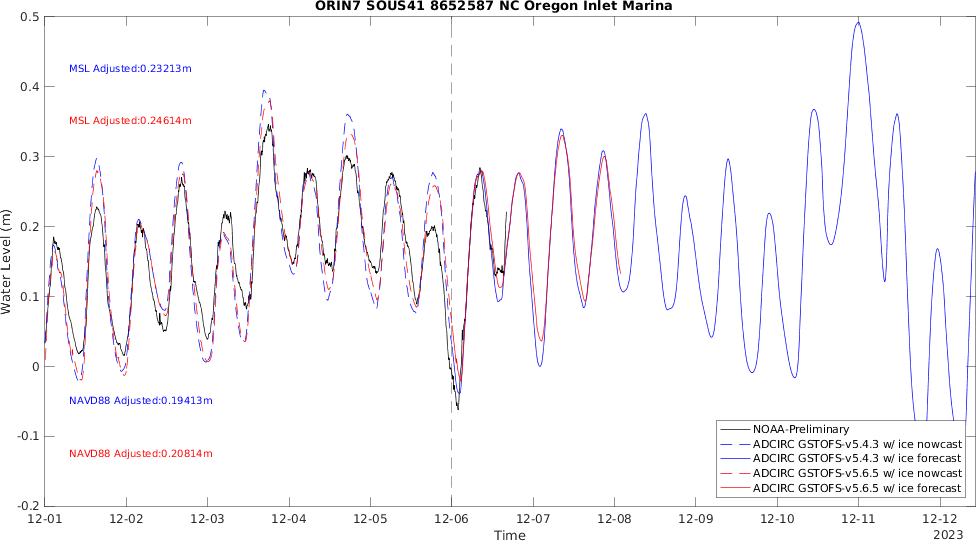 ORIN7 SOUS41 8652587 NC Oregon Inlet Marina
0.5
0.4
0.3
0.2
0.1
0
-0.1
-0.2
Water Level (m)
MSL Adjusted:0.23213m
MSL Adjusted:0.24614m
NAVD88 Adjusted:0.19413m
NAVD88 Adjusted:0.20814m
NOAA-Preliminary
ADCIRC GSTOFS-v5.4.3 w/ ice nowcast
ADCIRC GSTOFS-v5.4.3 w/ ice forecast
ADCIRC GSTOFS-v5.6.5 w/ ice nowcast
ADCIRC GSTOFS-v5.6.5 w/ ice forecast
12-01 12-02 12-03 12-04 12-05 12-06 12-07 12-08 12-09 12-10 12-11 12-12
Time
2023